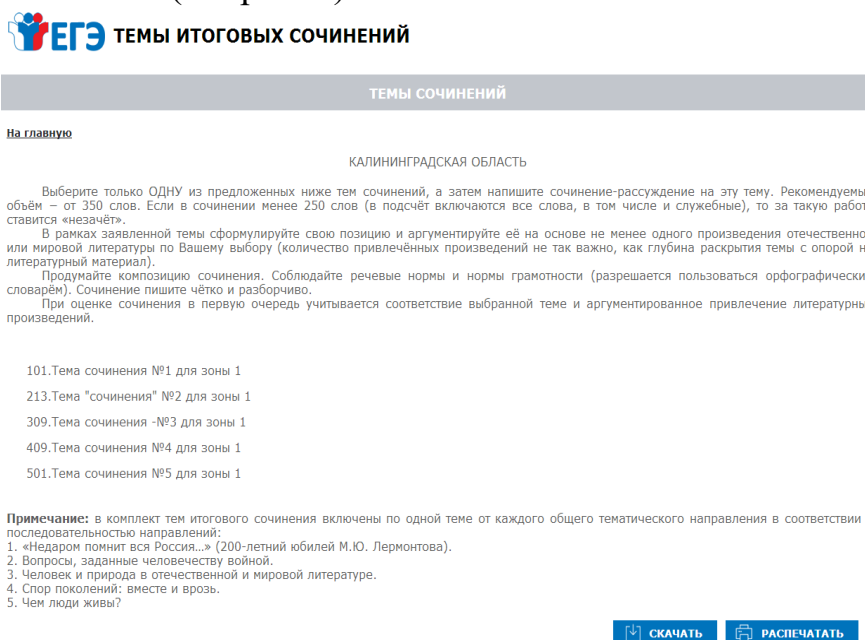 ЕГЭ ТЕМЫ ИТОГОВЫХ СОЧИНЕНИЙ
ТЕМЫ СОЧИНЕНИЙ
На главную
КАЛИНИНГРАДСКАЯ ОБЛАСТЬ
Выберите только ОДНУ из предложенных ниже тем сочинений, а затем напишите сочинение-рассуждение на эту тему. Рекомендуемы
объём – от 350 слов. Если в сочинении менее 250 слов (в подсчёт включаются все слова, в том числе и служебные), то за такую работ
ставится «незачёт».
В рамках заявленной темы сформулируйте свою позицию и аргументируйте её на основе не менее одного произведения отечественно
или мировой литературы по Вашему выбору (количество привлечённых произведений не так важно, как глубина раскрытия темы с опорой н
литературный материал).
Продумайте композицию сочинения. Соблюдайте речевые нормы и нормы грамотности (разрешается пользоваться орфографически
словарём). Сочинение пишите чётко и разборчиво.
При оценке сочинения в первую очередь учитывается соответствие выбранной теме и аргументированное привлечение литературны
произведений.
101.Тема сочинения №1 для зоны 1
213.Тема "сочинения" №2 для зоны 1
309.Тема сочинения -№3 для зоны 1
409.Тема сочинения №4 для зоны 1
501.Тема сочинения №5 для зоны 1
Примечание: в комплект тем итогового сочинения включены по одной теме от каждого общего тематического направления в соответствии
последовательностью направлений:
1. «Недаром помнит вся Россия…» (200-летний юбилей М.Ю. Лермонтова).
2. Вопросы, заданные человечеству войной.
3. Человек и природа в отечественной и мировой литературе.
4. Спор поколений: вместе и врозь.
5. Чем люди живы?
СКАЧАТЬ РАСПЕЧАТАТЬ